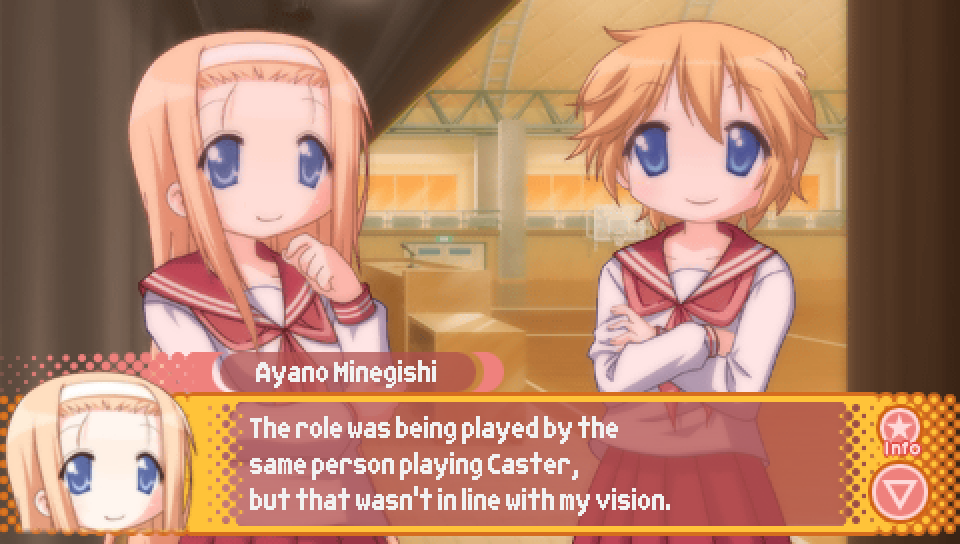 Ayano Minegishi
The role was being played by the
same person playing Caster,
but that wasn't in line with my vision.
Info